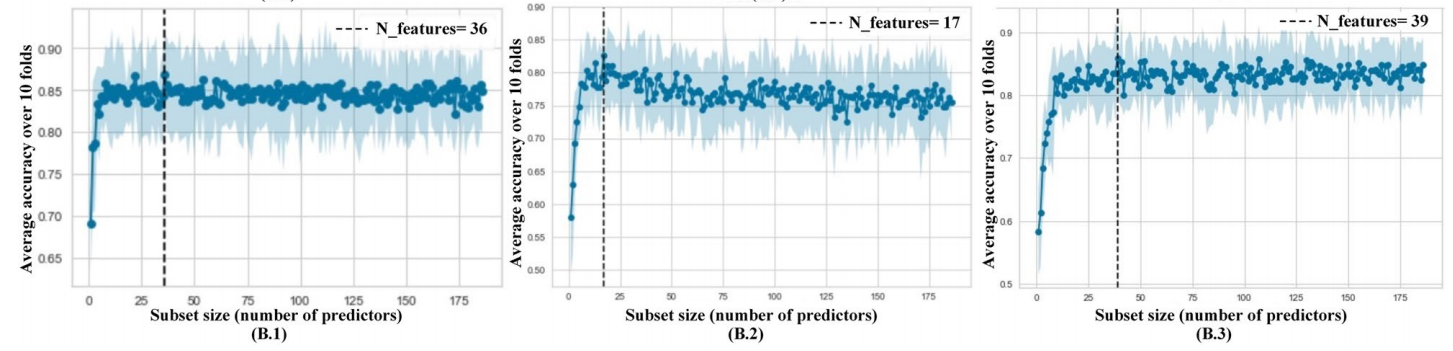 N_features= 36
Average accuracy over 10 folds
0.90
0.85
0.80
0.75
0.70
0.65
0 25 50 75 100 125 150 175
Subset size (number of predictors)
(B.1)
N_features= 17
Average accuracy over 10 folds
0.90
0.85
0.80
0.75
0.70
0.65
0.60
0.55
0.50
0 25 50 75 100 125 150 175
Subset size (number of predictors)
(B.2)
N_features= 39
Average accuracy over 10 folds
0.9
0.8
0.7
0.6
0.5
0 25 50 75 100 125 150 175
Subset size (number of predictors)
(B.3)